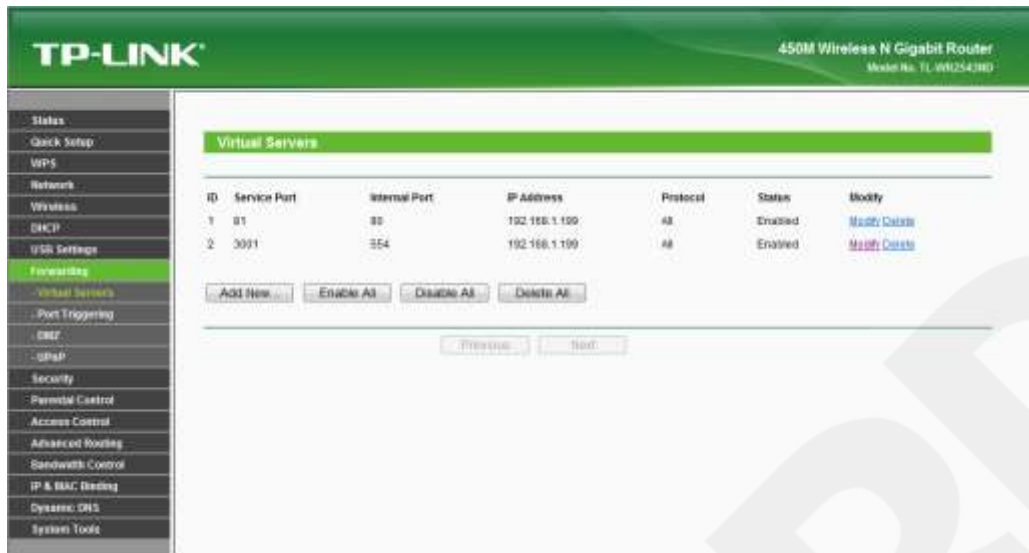 TP-LINK
450M Wireless N Gigabit Router
Model No. TL-WR2543ND
Status
Quick Setup
WPS
Network
Wireless
DHCP
USB Settings
Forwarding
- Virtual Servers
- Port Triggering
- DMZ
- UPnP
Security
Parental Control
Access Control
Advanced Routing
Bandwidth Control
IP & MAC Binding
Dynamic DNS
System Tools
Virtual Servers
ID Service Port Internal Port IP Address Protocol Status Modify
1 81 80 192.168.1.199 All Enabled Modify Delete
2 3001 554 192.168.1.199 All Enabled Modify Delete
Add New... Enable All Disable All Delete All
Previous Next